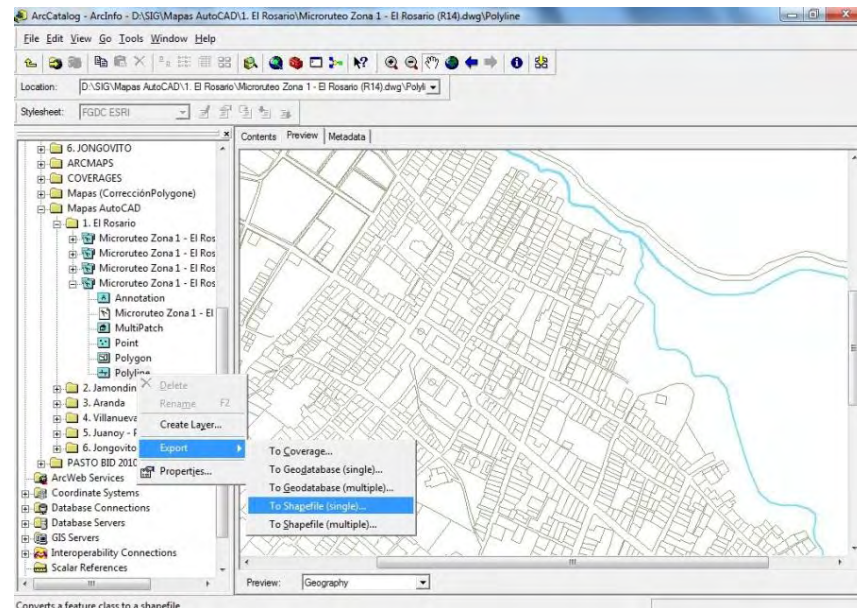 ArcCatalog - ArcInfo - D:\SIG\Mapas AutoCAD\1. El Rosario\Microruteo Zona 1 - El Rosario (R14).dwg\Polyline
File Edit View Go Tools Window Help
Location: D:\SIG\Mapas AutoCAD\1. El Rosario\Microruteo Zona 1 - El Rosario (R14).dwg\Polyli
Stylesheet: FGDC ESRI
Contents Preview Metadata
6. JONGOVITO
ARCMAPS
COVERAGES
Mapas (CorrecciónPolygone)
Mapas AutoCAD
1. El Rosario
Microruteo Zona 1 - El Ros
Microruteo Zona 1 - El Ros
Microruteo Zona 1 - El Ros
Microruteo Zona 1 - El Ros
Annotation
Microruteo Zona 1 - El
MultiPatch
Point
Polygon
Polyline
2. Jamondin
3. Aranda
4. Villanueva
5. Juanoy - P
6. Jongovito
PASTO BID 2010
ArcWeb Services
Coordinate Systems
Database Connections
Database Servers
GIS Servers
Interoperability Connections
Scalar References
Delete
Rename F2
Create Layer...
Export
Properties...
To Coverage...
To Geodatabase (single)...
To Geodatabase (multiple)...
To Shapefile (single)...
To Shapefile (multiple)...
Preview: Geography
Converts a feature class to a shapefile